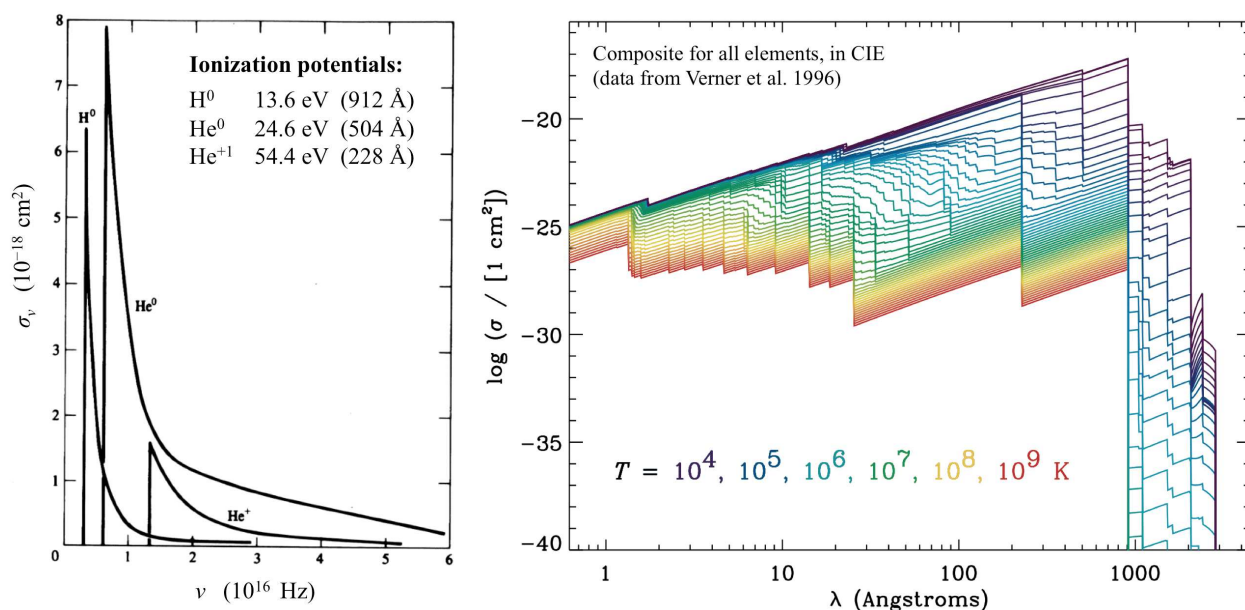 8
7
6
5
4
3
2
1
0
1
2
3
4
5
6
σᵥ (10⁻¹⁸ cm²)
ν (10¹⁶ Hz)
H⁰
He⁰
He⁺
Ionization potentials:
H⁰ 13.6 eV (912 Å)
He⁰ 24.6 eV (504 Å)
He⁺¹ 54.4 eV (228 Å)
Composite for all elements, in CIE
(data from Verner et al. 1996)
log (σ / [1 cm²])
-20
-25
-30
-35
-40
T = 10⁴, 10⁵, 10⁶, 10⁷, 10⁸, 10⁹ K
1
10
100
1000
λ (Angstroms)